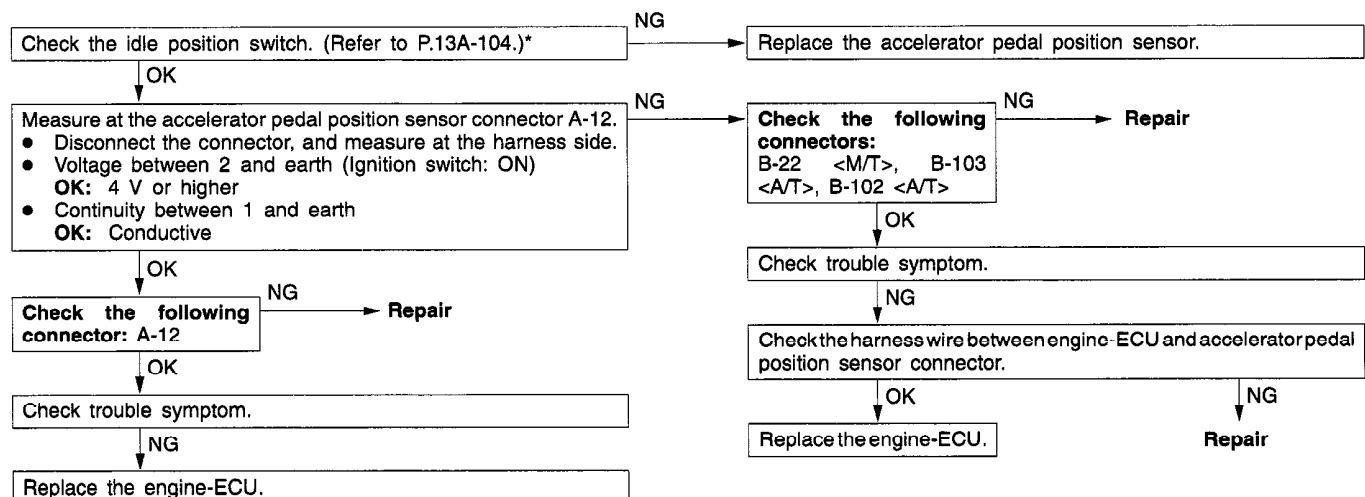 Check the idle position switch. (Refer to P.13A-104.)*
NG
Replace the accelerator pedal position sensor.
OK
Measure at the accelerator pedal position sensor connector A-12.
● Disconnect the connector, and measure at the harness side.
● Voltage between 2 and earth (Ignition switch: ON)
OK: 4 V or higher
● Continuity between 1 and earth
OK: Conductive
NG
Check the following
connectors:
B-22 <M/T>, B-103
<A/T>, B-102 <A/T>
NG
Repair
OK
Check the following
connector: A-12
NG
Repair
OK
Check trouble symptom.
NG
Replace the engine-ECU.
OK
Check trouble symptom.
NG
Check the harness wire between engine-ECU and accelerator pedal
position sensor connector.
OK
Replace the engine-ECU.
NG
Repair